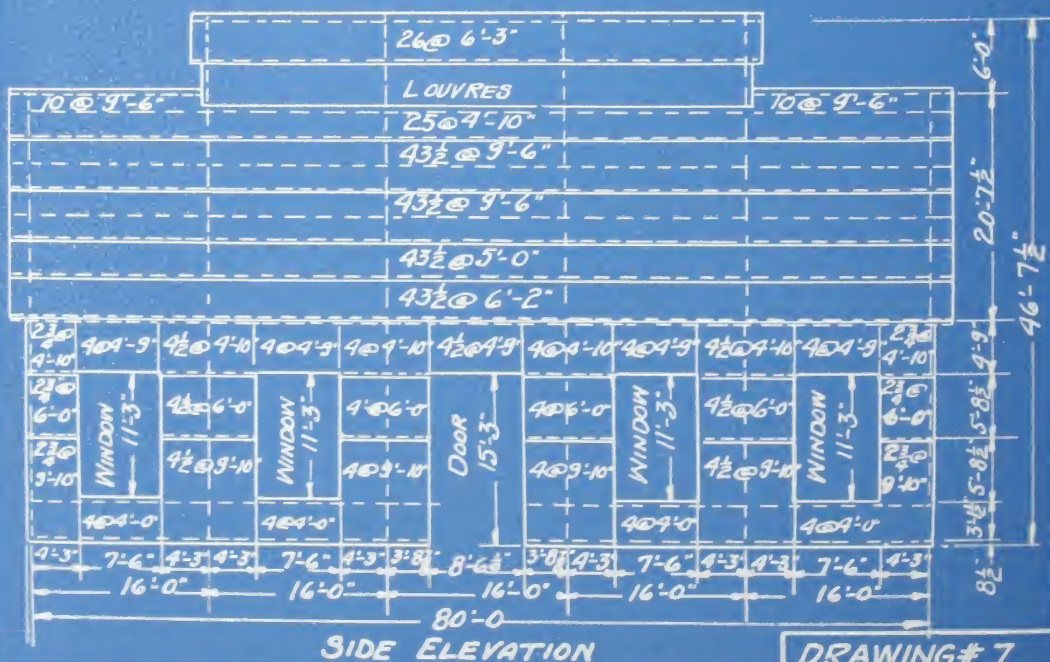 26@ 6'-3"
LOUVRES
10 @ 9'-6" 10 @ 9'-6"
25@4'-10"
43½ @ 9'-6"
43½ @ 9'-6"
43½ @ 5'-0"
43½ @ 6'-2"
2¾@ 4'-10" 4@4'-9" 4½@4'-10" 4@4'-9" 4@4'-10" 4½@4'-9" 4@4'-10" 4@4'-9" 4½@4'-10" 4@4'-9" 2¾@ 4'-10"
2¾@ 6'-0" WINDOW 11'-3" 4½@6'-0" WINDOW 11'-3" 4'@6'-0" DOOR 15'-3" 4@6'-0" WINDOW 11'-3" 4½@6'-0" WINDOW 11'-3" 2¾@ 6'-0"
2¾@ 9'-10" 4½@9'-10" 4@9'-10" 4@9'-10" 4½@9'-10" 2¾@ 9'-10"
4@4'-0" 4@4'-0" 4@4'-0" 4@4'-0"
4'-3" 7'-6" 4'-3" 4'-3" 7'-6" 4'-3" 8'-6½" 4'-3" 7'-6" 4'-3" 4'-3" 7'-6" 4'-3"
16'-0" 16'-0" 16'-0" 16'-0"
80'-0
6'-0"
20'-7½"
46'-7½"
4'-9"
5'-8½"
5'-8½"
8½"
SIDE ELEVATION
DRAWING# 7